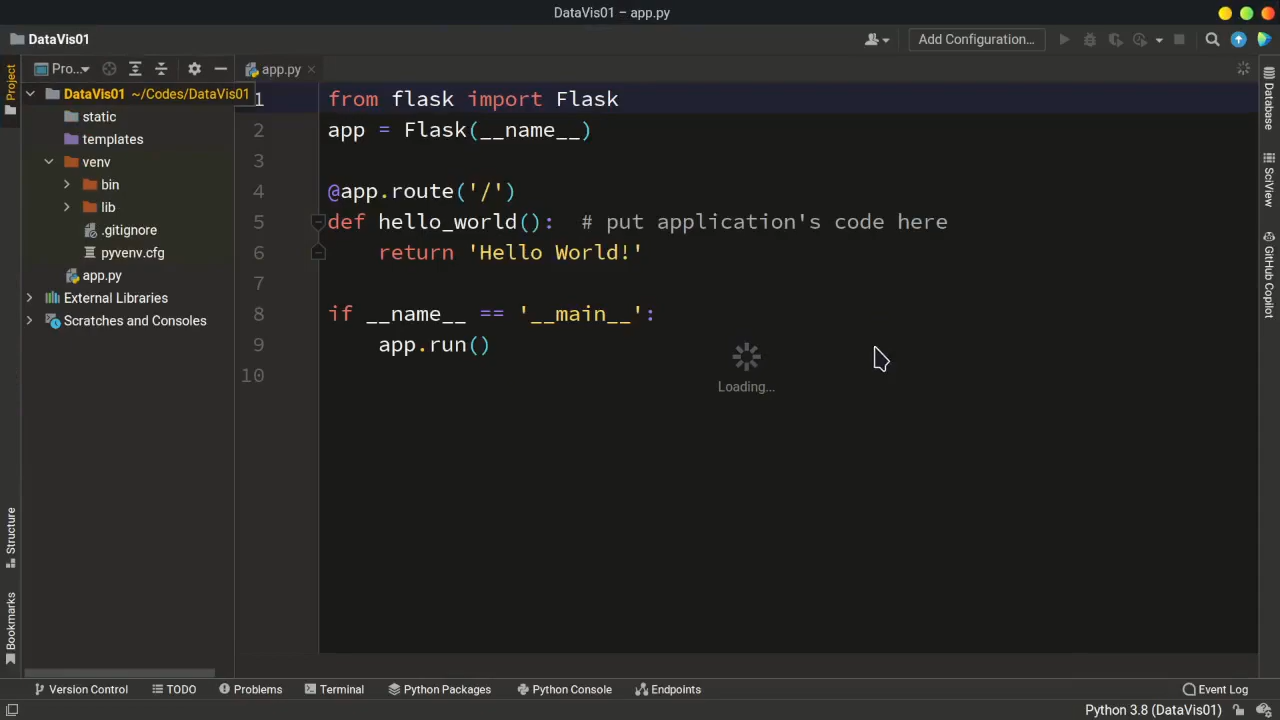 DataVis01 – app.py
DataVis01
Add Configuration...
Project
Pro...
app.py
DataVis01 ~/Codes/DataVis01
static
templates
venv
bin
lib
.gitignore
pyvenv.cfg
app.py
External Libraries
Scratches and Consoles
1 from flask import Flask
2 app = Flask(__name__)
3
4 @app.route('/')
5 def hello_world(): # put application's code here
6 return 'Hello World!'
7
8 if __name__ == '__main__':
9 app.run()
10
Loading...
Database
SciView
GitHub Copilot
Structure
Bookmarks
Version Control
TODO
Problems
Terminal
Python Packages
Python Console
Endpoints
Event Log
Python 3.8 (DataVis01)